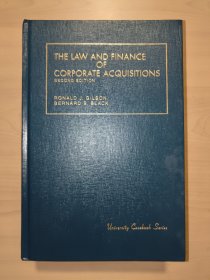 THE LAW AND FINANCE
OF
CORPORATE ACQUISITIONS
SECOND EDITION
RONALD J. GILSON
BERNARD S. BLACK
University Casebook Series